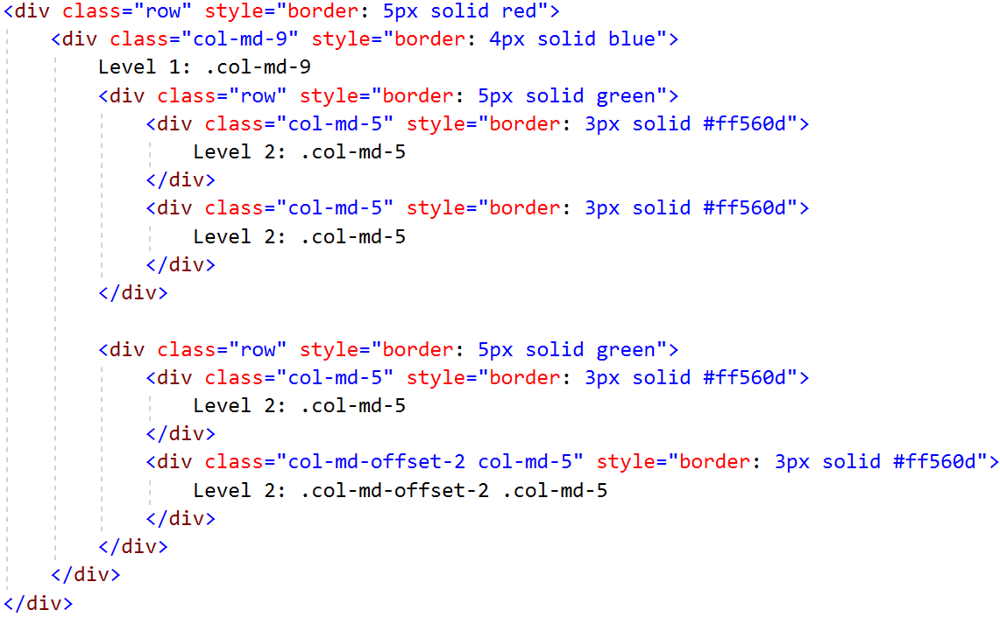 <div class="row" style="border: 5px solid red">
    <div class="col-md-9" style="border: 4px solid blue">
        Level 1: .col-md-9
        <div class="row" style="border: 5px solid green">
            <div class="col-md-5" style="border: 3px solid #ff560d">
                Level 2: .col-md-5
            </div>
            <div class="col-md-5" style="border: 3px solid #ff560d">
                Level 2: .col-md-5
            </div>
        </div>

        <div class="row" style="border: 5px solid green">
            <div class="col-md-5" style="border: 3px solid #ff560d">
                Level 2: .col-md-5
            </div>
            <div class="col-md-offset-2 col-md-5" style="border: 3px solid #ff560d">
                Level 2: .col-md-offset-2 .col-md-5
            </div>
        </div>
    </div>
</div>